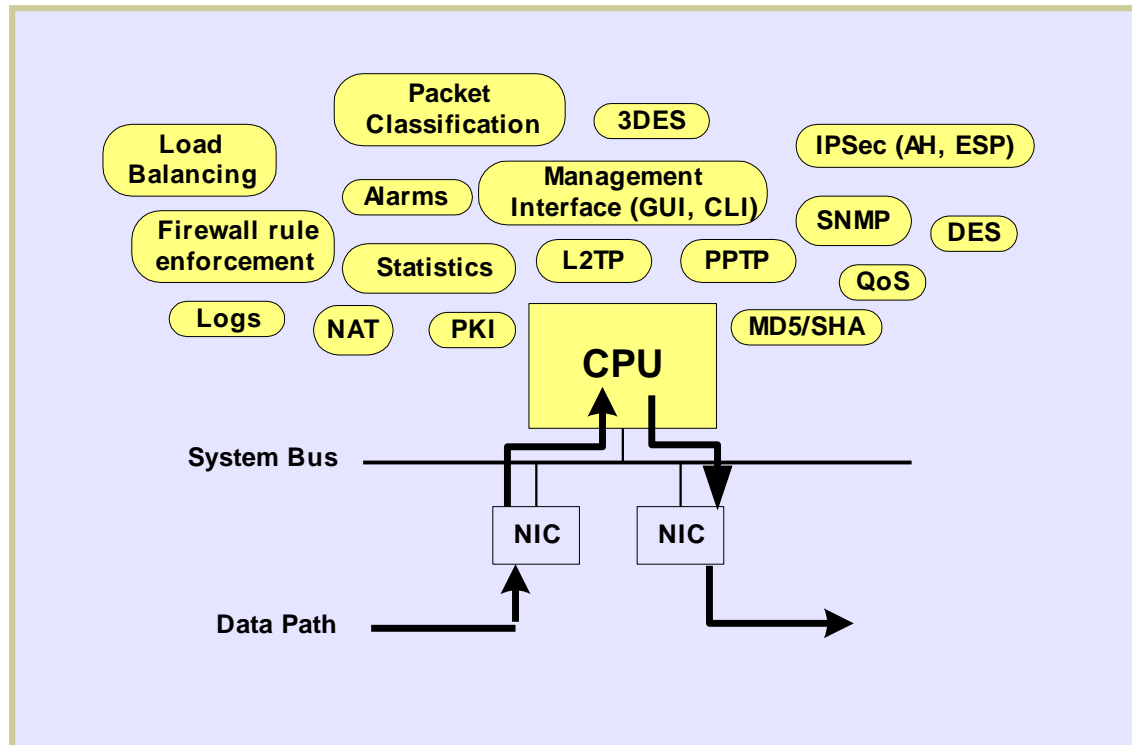 Packet
Classification
3DES
Load
Balancing
IPSec (AH, ESP)
Alarms
Management
Interface (GUI, CLI)
SNMP
DES
Firewall rule
enforcement
Statistics
L2TP
PPTP
QoS
Logs
NAT
PKI
MD5/SHA
CPU
System Bus
NIC
NIC
Data Path